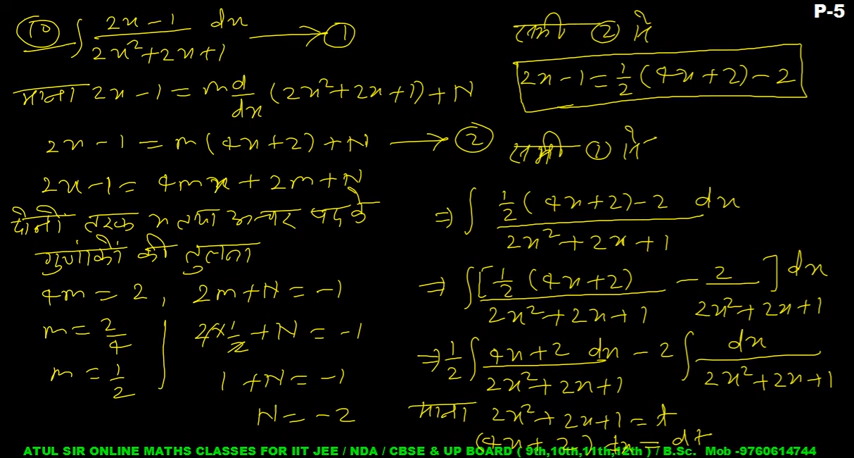 P-5
10 ∫ (2x-1)/(2x²+2x+1) dx → ①
माना 2x-1 = m d/dx (2x²+2x+1) + N
2x-1 = m(4x+2) + N → ②
2x-1 = 4mx + 2m + N
दोनों तरफ x तथा अचर पद के
गुणांकों की तुलना
4m = 2, 2m+N = -1
m = 2/4 | 2×1/2 + N = -1
m = 1/2 | 1+N = -1
N = -2
समी ② से
2x-1 = 1/2 (4x+2) - 2
समी ① से
⇒ ∫ (1/2 (4x+2) - 2)/(2x²+2x+1) dx
⇒ ∫ [ 1/2 (4x+2)/(2x²+2x+1) - 2/(2x²+2x+1) ] dx
⇒ 1/2 ∫ (4x+2)/(2x²+2x+1) dx - 2 ∫ dx/(2x²+2x+1)
माना 2x²+2x+1 = t
(4x+2) dx = dt
ATUL SIR ONLINE MATHS CLASSES FOR IIT JEE / NDA / CBSE & UP BOARD ( 9th,10th,11th,12th ) / B.Sc. Mob -9760614744